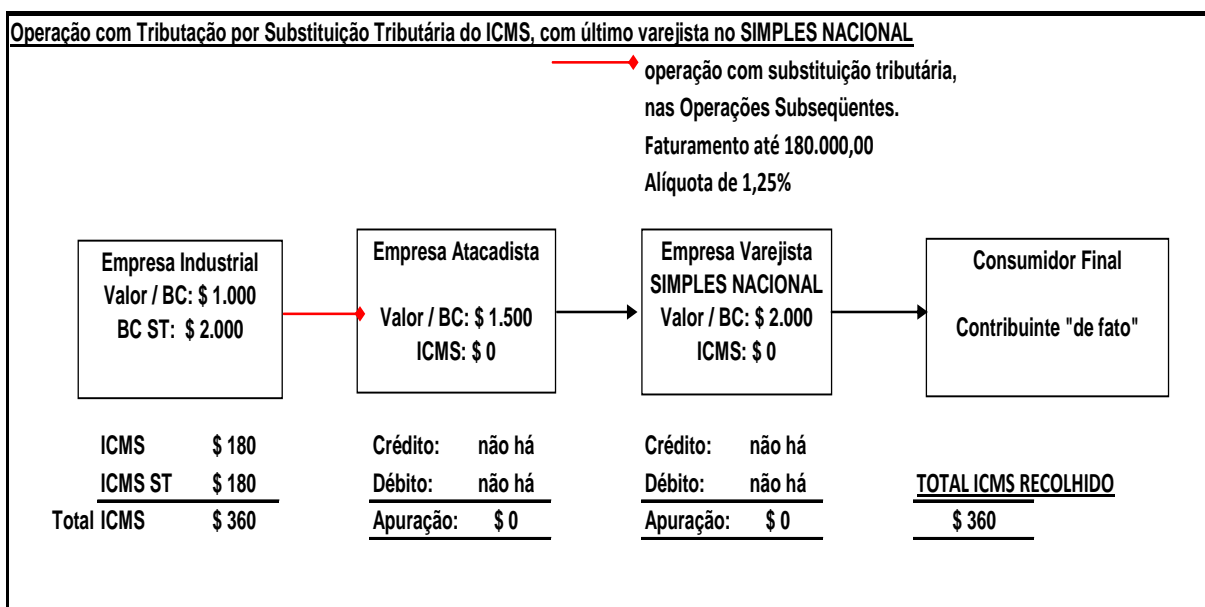 Operação com Tributação por Substituição Tributária do ICMS, com último varejista no SIMPLES NACIONAL
operação com substituição tributária,
nas Operações Subseqüentes.
Faturamento até 180.000,00
Alíquota de 1,25%
Empresa Industrial
Valor / BC: $ 1.000
BC ST: $ 2.000
Empresa Atacadista
Valor / BC: $ 1.500
ICMS: $ 0
Empresa Varejista
SIMPLES NACIONAL
Valor / BC: $ 2.000
ICMS: $ 0
Consumidor Final
Contribuinte "de fato"
ICMS $ 180
ICMS ST $ 180
Total ICMS $ 360
Crédito: não há
Débito: não há
Apuração: $ 0
Crédito: não há
Débito: não há
Apuração: $ 0
TOTAL ICMS RECOLHIDO
$ 360